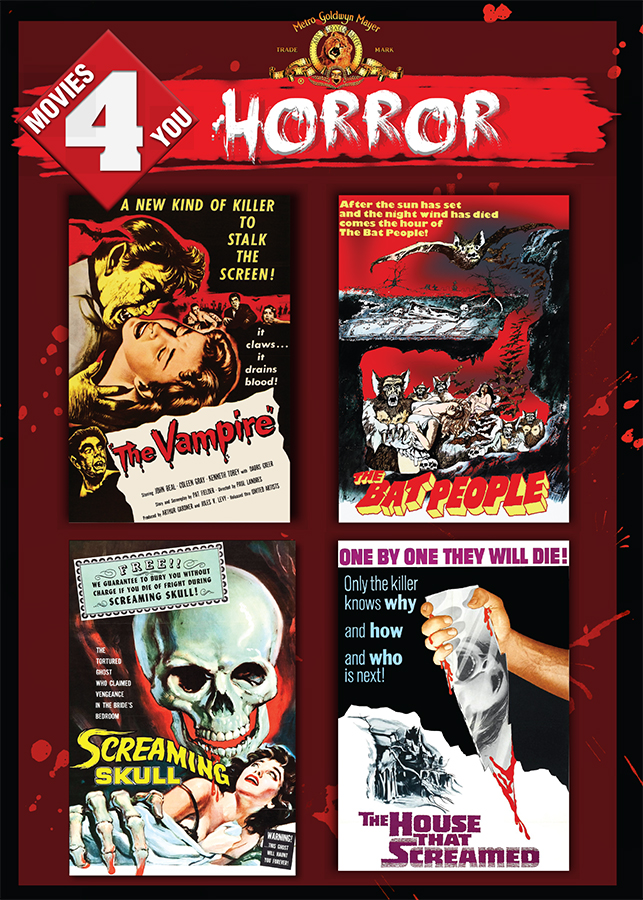 Metro Goldwyn Mayer
TRADE MARK
MOVIES
4
YOU
HORROR
A NEW KIND OF KILLER
TO
STALK
THE
SCREEN!
it
claws...
it
drains
blood!
The Vampire
Starring JOHN BEAL · COLEEN GRAY · KENNETH TOBEY with DABBS GREER
Story and Screenplay by PAT FIELDER · Directed by PAUL LANDRES
Produced by ARTHUR GARDNER and JULES V. LEVY · Released thru UNITED ARTISTS
After the sun has set
and the night wind has died
comes the hour of
The Bat People!
THE
BAT PEOPLE
FREE!!
WE GUARANTEE TO BURY YOU WITHOUT
CHARGE IF YOU DIE OF FRIGHT DURING
SCREAMING SKULL!
THE
TORTURED
GHOST
WHO CLAIMED
VENGEANCE
IN THE BRIDE'S
BEDROOM
SCREAMING
SKULL
WARNING!
...THIS GHOST
WILL HAUNT
YOU FOREVER!
ONE BY ONE THEY WILL DIE!
Only the killer
knows why
and how
and who
is next!
THE HOUSE
THAT
SCREAMED